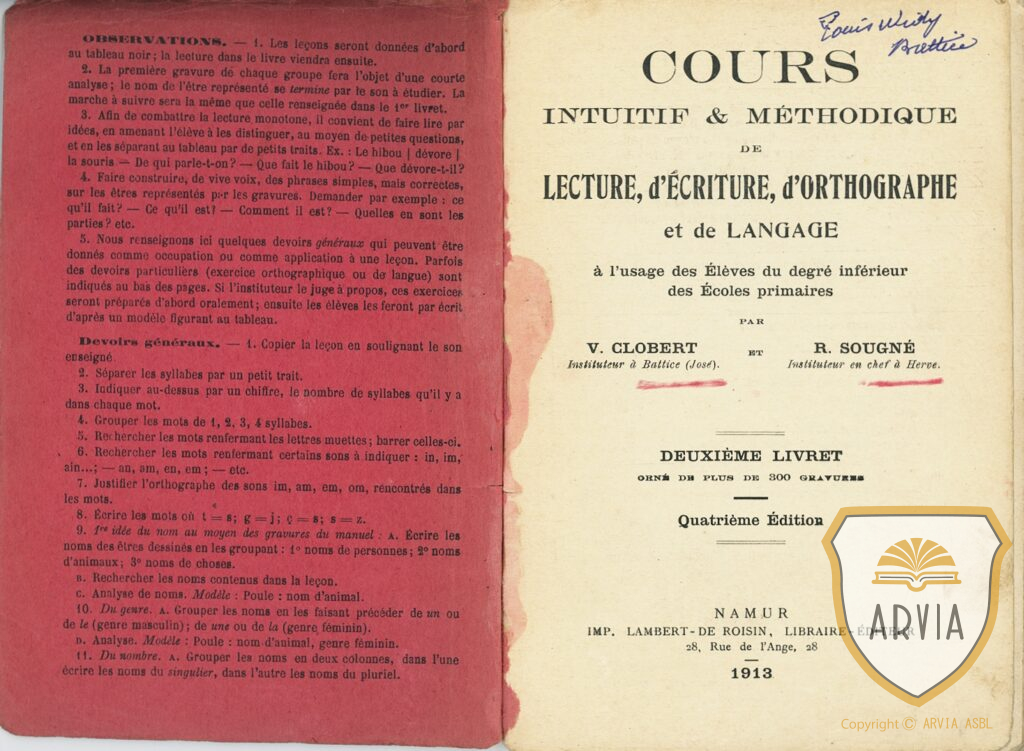 OBSERVATIONS. — 1. Les leçons seront données d'abord
au tableau noir ; la lecture dans le livre viendra ensuite.
2. La première gravure de chaque groupe fera l'objet d'une courte
analyse ; le nom de l'être représenté se termine par le son à étudier. La
marche à suivre sera la même que celle renseignée dans le 1er livret.
3. Afin de combattre la lecture monotone, il convient de faire lire par
idées, en amenant l'élève à les distinguer, au moyen de petites questions,
et en les séparant au tableau par de petits traits. Ex. : Le hibou | dévore |
la souris — De qui parle-t-on ? — Que fait le hibou ? — Que dévore-t-il ?
4. Faire construire, de vive voix, des phrases simples, mais correctes,
sur les êtres représentés par les gravures. Demander par exemple : ce
qu'il fait ? — Ce qu'il est ? — Comment il est ? — Quelles en sont les
parties ? etc.
5. Nous renseignons ici quelques devoirs généraux qui peuvent être
donnés comme occupation ou comme application à une leçon. Parfois
des devoirs particuliers (exercice orthographique ou de langue) sont
indiqués au bas des pages. Si l'instituteur le juge à propos, ces exercices
seront préparés d'abord oralement ; ensuite les élèves les feront par écrit
d'après un modèle figurant au tableau.
Devoirs généraux. — 1. Copier la leçon en soulignant le son
enseigné
2. Séparer les syllabes par un petit trait.
3. Indiquer au-dessus par un chiffre, le nombre de syllabes qu'il y a
dans chaque mot.
4. Grouper les mots de 1, 2, 3, 4 syllabes.
5. Rechercher les mots renfermant les lettres muettes ; barrer celles-ci.
6. Rechercher les mots renfermant certains sons à indiquer : in, im,
ain...; — an, am, en, em ; — etc.
7. Justifier l'orthographe des sons im, am, em, om, rencontrés dans
les mots.
8. Écrire les mots où t = s ; g = j ; ç = s ; s = z.
9. 1re idée du nom au moyen des gravures du manuel : A. Écrire les
noms des êtres dessinés en les groupant : 1° noms de personnes ; 2° noms
d'animaux ; 3° noms de choses.
B. Rechercher les noms contenus dans la leçon.
C. Analyse de noms. Modèle : Poule : nom d'animal.
10. Du genre. A. Grouper les noms en les faisant précéder de un ou
de le (genre masculin) ; de une ou de la (genre féminin).
D. Analyse. Modèle : Poule : nom d'animal, genre féminin.
11. Du nombre. A. Grouper les noms en deux colonnes, dans l'une
écrire les noms du singulier, dans l'autre les noms du pluriel.
Battice
COURS
INTUITIF & MÉTHODIQUE
DE
LECTURE, d'ÉCRITURE, d'ORTHOGRAPHE
et de LANGAGE
à l'usage des Élèves du degré inférieur
des Écoles primaires
PAR
V. CLOBERT ET R. SOUGNÉ
Instituteur à Battice (José). Instituteur en chef à Herve.
DEUXIÈME LIVRET
ORNÉ DE PLUS DE 300 GRAVURES
Quatrième Édition
NAMUR
IMP. LAMBERT-DE ROISIN, LIBRAIRE-ÉDITEUR
28, Rue de l'Ange, 28
1913
ARVIA
Copyright © ARVIA ASBL